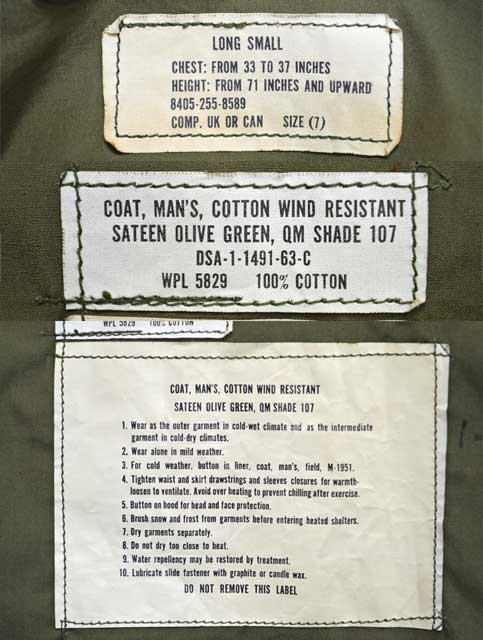 LONG SMALL
CHEST: FROM 33 TO 37 INCHES
HEIGHT: FROM 71 INCHES AND UPWARD
8405-255-8589
COMP. UK OR CAN SIZE (7)
COAT, MAN'S, COTTON WIND RESISTANT
SATEEN OLIVE GREEN, QM SHADE 107
DSA-1-1491-63-C
WPL 5829 100% COTTON
WPL 5829 100% COTTON
COAT, MAN'S, COTTON WIND RESISTANT
SATEEN OLIVE GREEN, QM SHADE 107
1. Wear as the outer garment in cold-wet climate and as the intermediate
garment in cold-dry climates.
2. Wear alone in mild weather.
3. For cold weather, button in liner, coat, man's, field, M-1951.
4. Tighten waist and skirt drawstrings and sleeves closures for warmth-
loosen to ventilate. Avoid over heating to prevent chilling after exercise.
5. Button on hood for head and face protection.
6. Brush snow and frost from garments before entering heated shelters.
7. Dry garments separately.
8. Do not dry too close to heat.
9. Water repellency may be restored by treatment.
10. Lubricate slide fastener with graphite or candle wax.
DO NOT REMOVE THIS LABEL